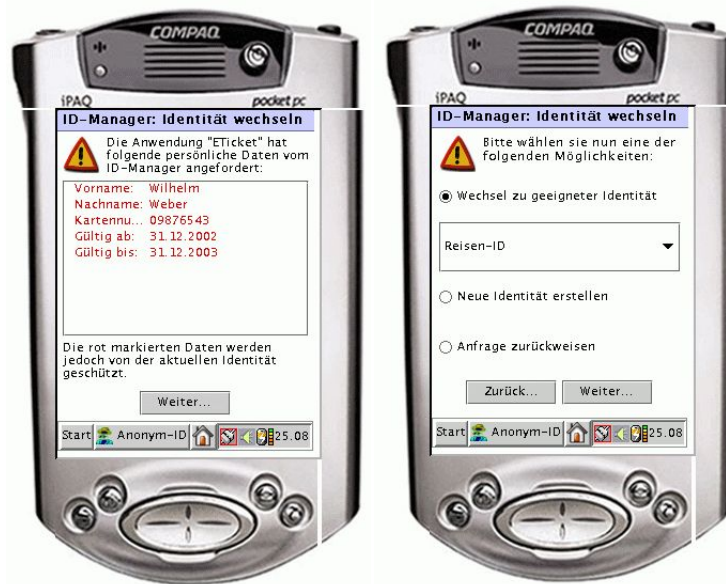 COMPAQ
iPAQ pocket pc
ID-Manager: Identität wechseln
Die Anwendung "ETicket" hat
folgende persönliche Daten vom
ID-Manager angefordert:
Vorname: Wilhelm
Nachname: Weber
Kartennu... 09876543
Gültig ab: 31.12.2002
Gültig bis: 31.12.2003
Die rot markierten Daten werden
jedoch von der aktuellen Identität
geschützt.
Weiter...
Start Anonym-ID 25.08
COMPAQ
iPAQ pocket pc
ID-Manager: Identität wechseln
Bitte wählen sie nun eine der
folgenden Möglichkeiten:
Wechsel zu geeigneter Identität
Reisen-ID
Neue Identität erstellen
Anfrage zurückweisen
Zurück... Weiter...
Start Anonym-ID 25.08